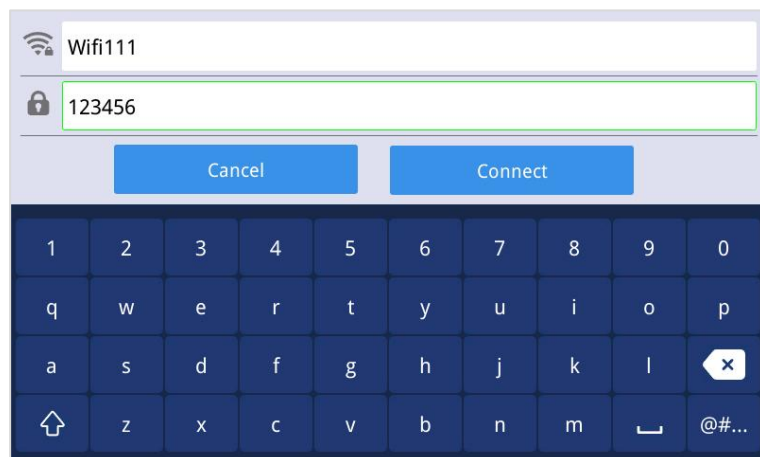 Wifi111
123456
Cancel Connect
1 2 3 4 5 6 7 8 9 0
q w e r t y u i o p
a s d f g h j k l
z x c v b n m @#...